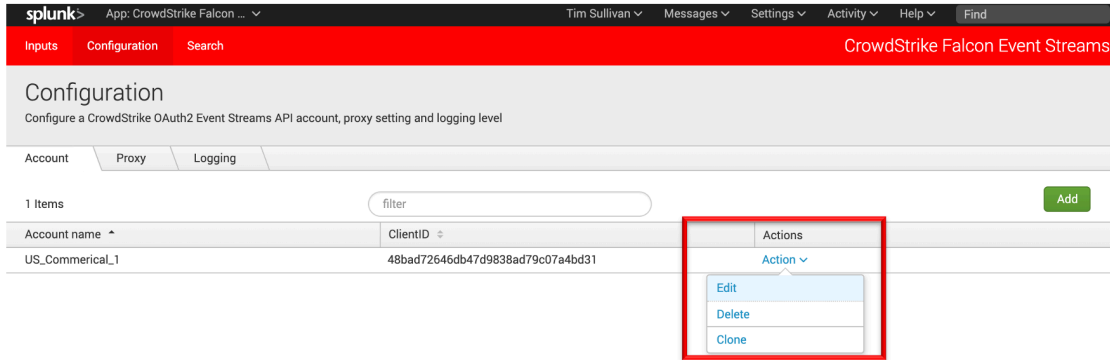 splunk> App: CrowdStrike Falcon ... Tim Sullivan Messages Settings Activity Help Find
Inputs Configuration Search CrowdStrike Falcon Event Streams
Configuration
Configure a CrowdStrike OAuth2 Event Streams API account, proxy setting and logging level
Account Proxy Logging
1 Items filter Add
Account name ClientID Actions
US_Commerical_1 48bad72646db47d9838ad79c07a4bd31 Action
Edit
Delete
Clone